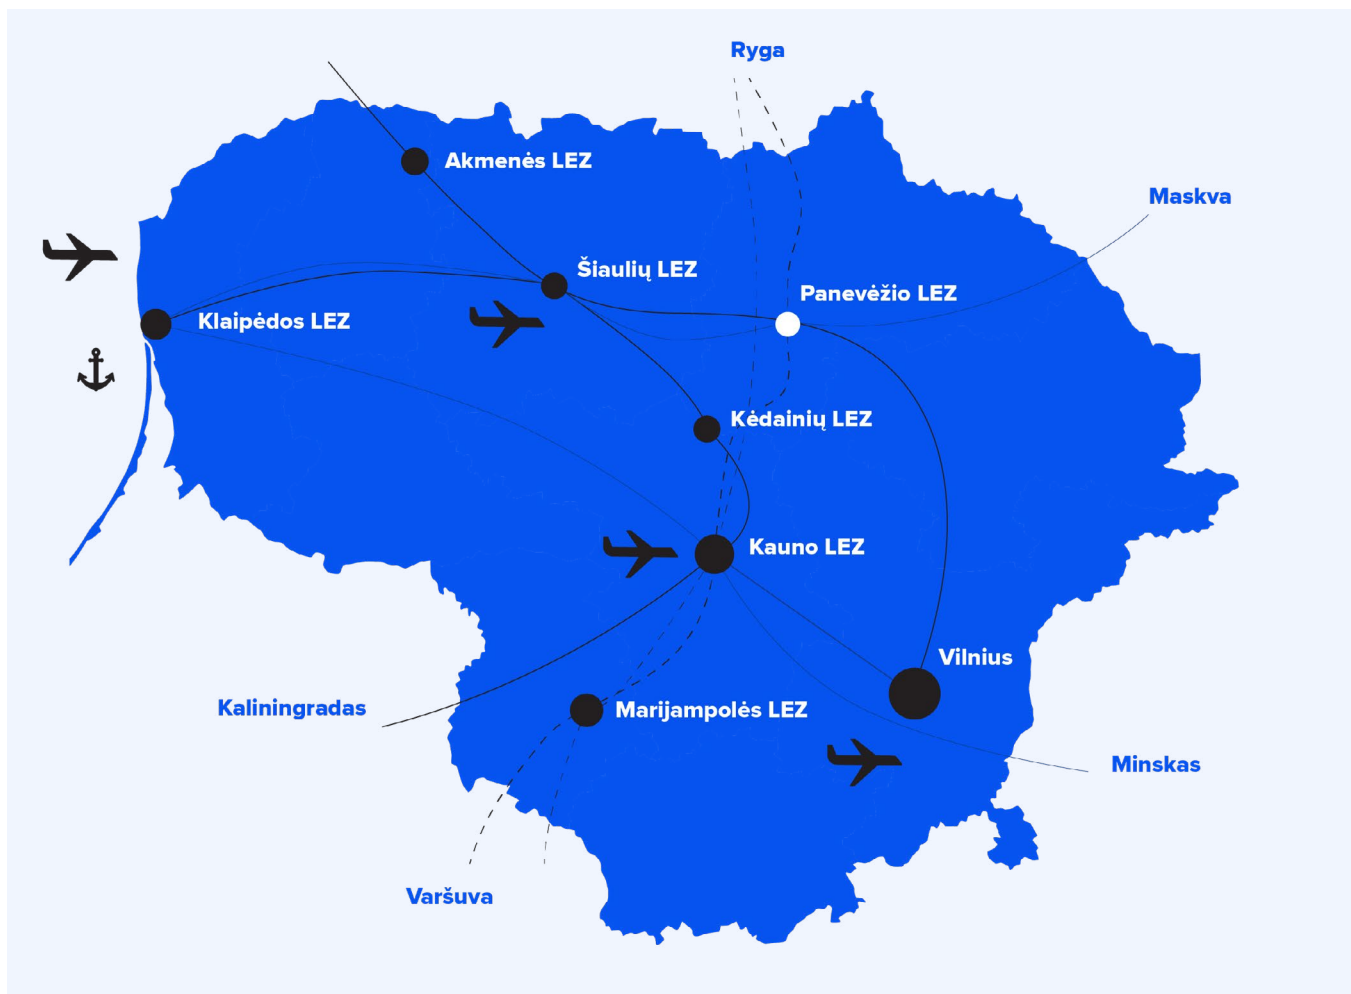 Ryga
Akmenės LEZ
Maskva
Šiaulių LEZ
Panevėžio LEZ
Klaipėdos LEZ
Kėdainių LEZ
Kauno LEZ
Vilnius
Kaliningradas
Marijampolės LEZ
Minskas
Varšuva